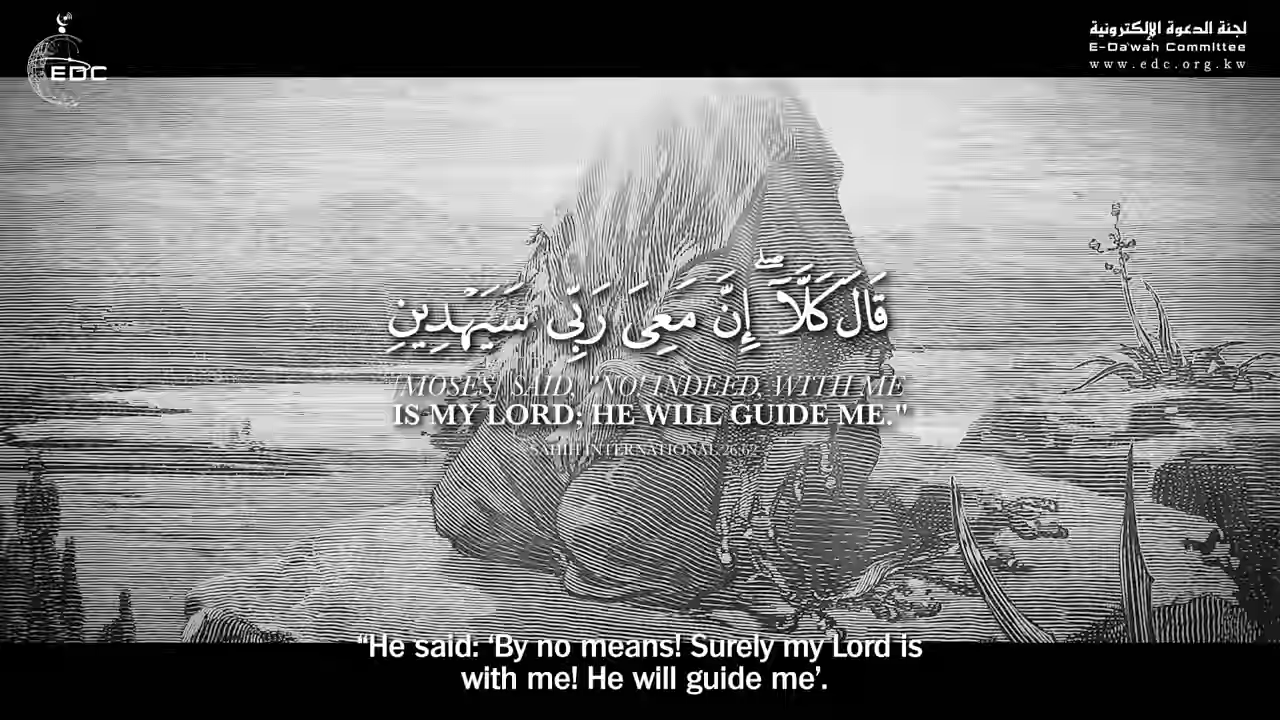 EDC
لجنة الدعوة الإلكترونية
E-Da'wah Committee
www.edc.org.kw
قَالَ كَلَّآ ۖ إِنَّ مَعِىَ رَبِّى سَيَهْدِينِ
[MOSES] SAID, "NO! INDEED, WITH ME
IS MY LORD; HE WILL GUIDE ME."
SAHIH INTERNATIONAL 26:62
“He said: ‘By no means! Surely my Lord is
with me! He will guide me’.